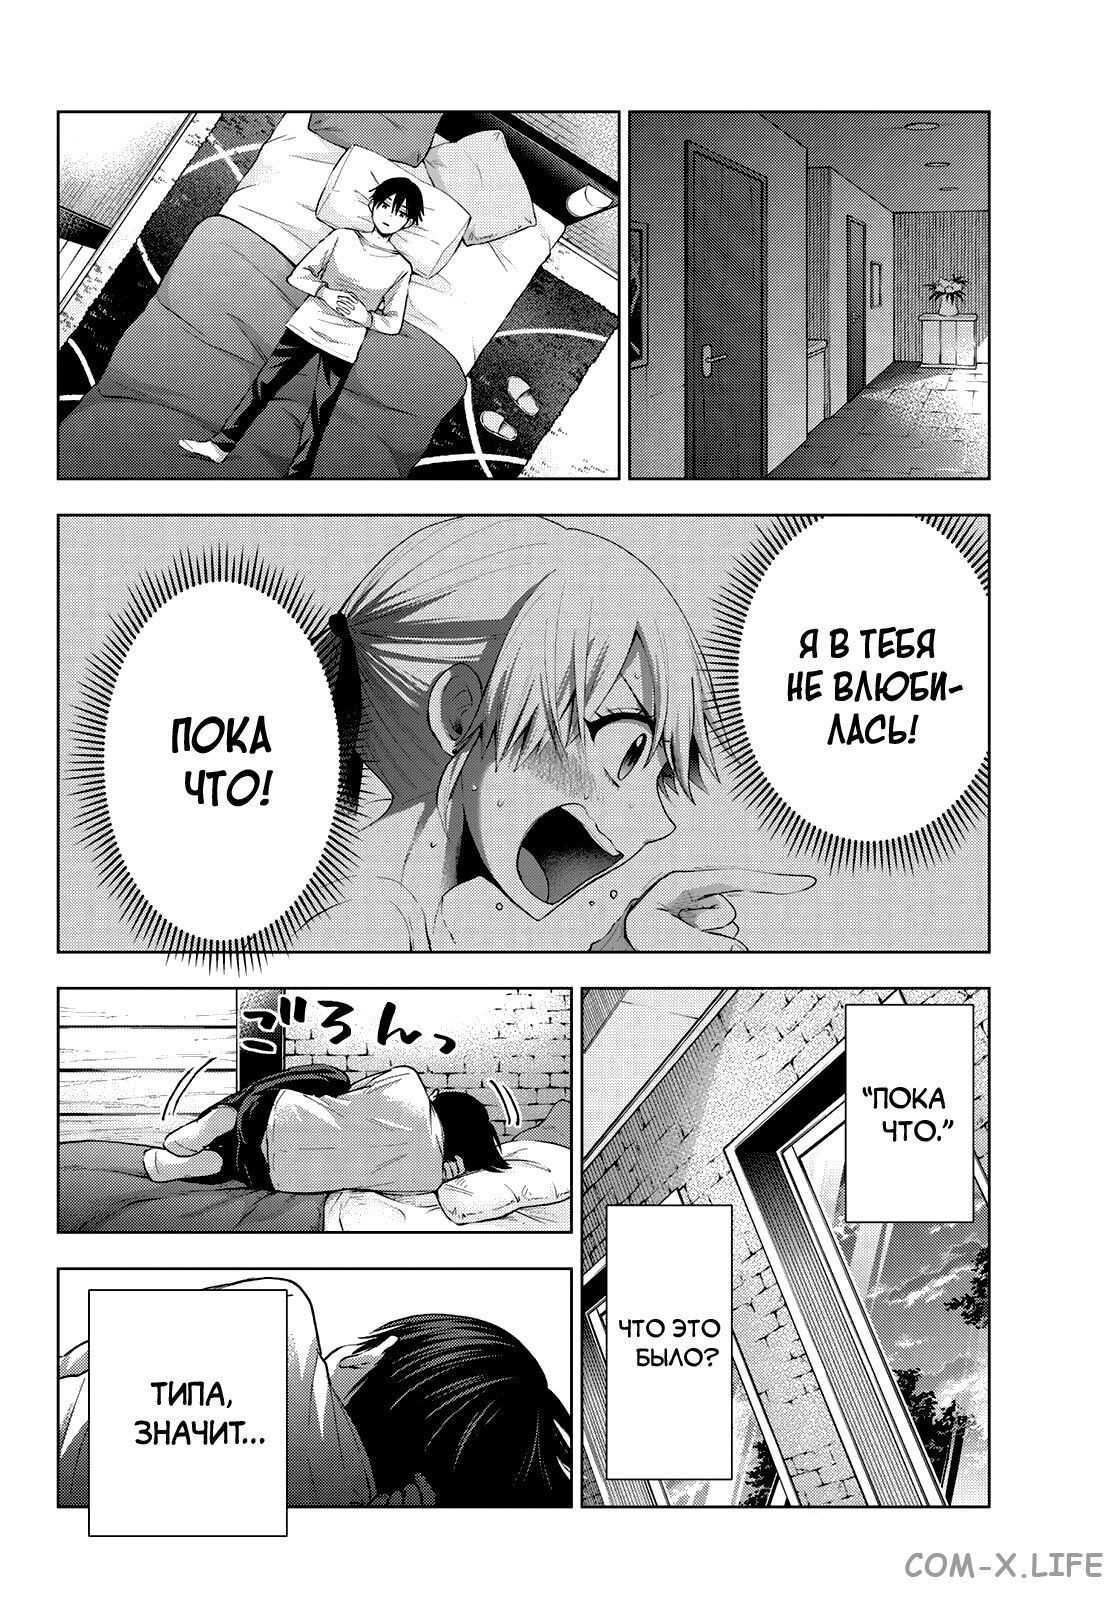 Я В ТЕБЯ
НЕ ВЛЮБИ-
ЛАСЬ!
ПОКА
ЧТО!
“ПОКА
ЧТО.”
ЧТО ЭТО
БЫЛО?
ごろんっ
ТИПА,
ЗНАЧИТ...
COM-X.LIFE